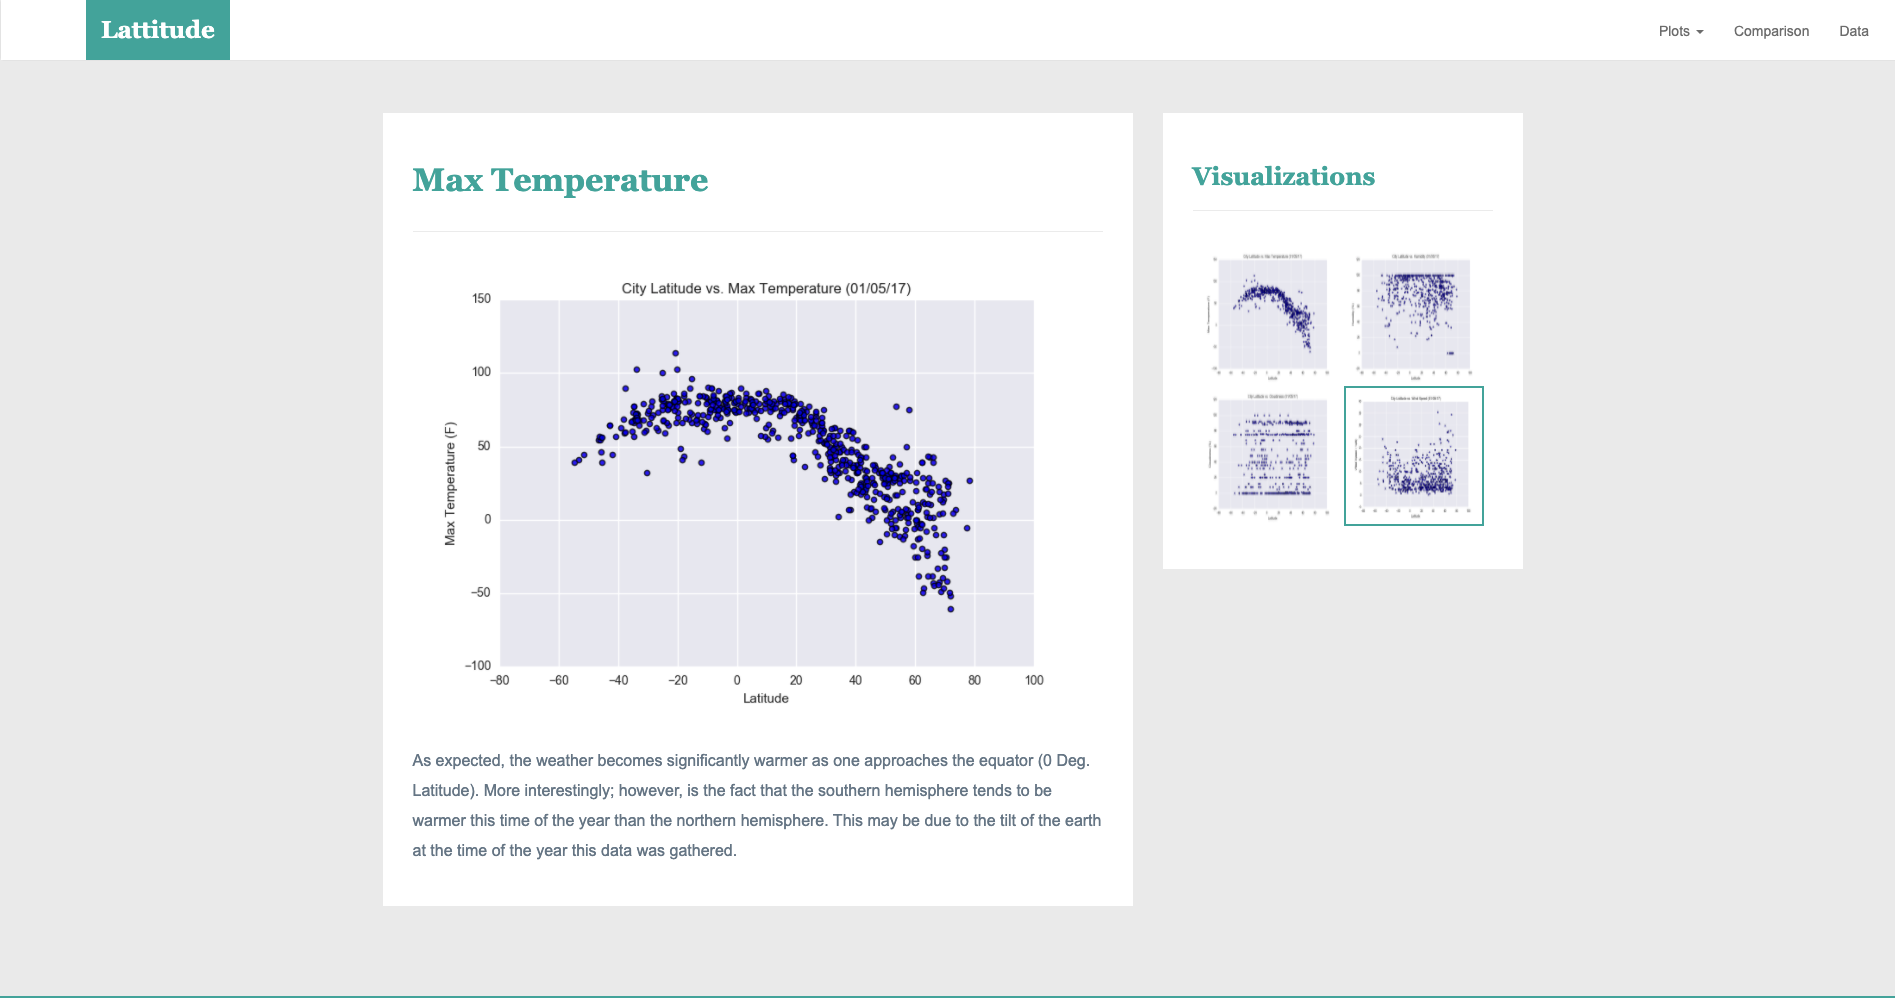 Lattitude
Plots
Comparison
Data
Max Temperature
City Latitude vs. Max Temperature (01/05/17)
150
100
50
0
−50
−100
Max Temperature (F)
−80 −60 −40 −20 0 20 40 60 80 100
Latitude
As expected, the weather becomes significantly warmer as one approaches the equator (0 Deg.
Latitude). More interestingly; however, is the fact that the southern hemisphere tends to be
warmer this time of the year than the northern hemisphere. This may be due to the tilt of the earth
at the time of the year this data was gathered.
Visualizations